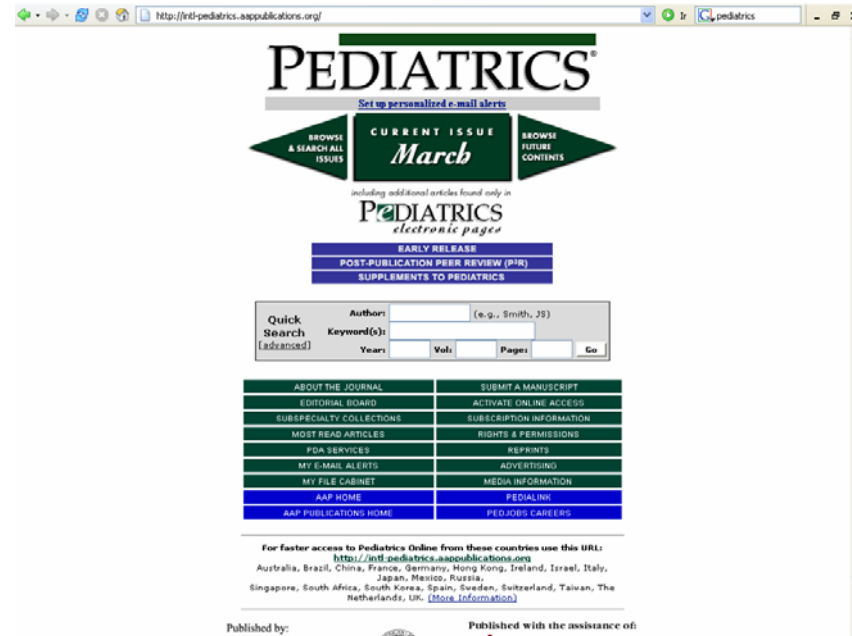 http://intl-pediatrics.aappublications.org/
Ir
pediatrics
PEDIATRICS®
Set up personalized e-mail alerts
BROWSE
& SEARCH ALL
ISSUES
CURRENT ISSUE
March
BROWSE
FUTURE
CONTENTS
including additional articles found only in
PeDIATRICS
electronic pages
EARLY RELEASE
POST-PUBLICATION PEER REVIEW (P³R)
SUPPLEMENTS TO PEDIATRICS
Quick
Search
[advanced]
Author: (e.g., Smith, JS)
Keyword(s):
Year: Vol: Page: Go
ABOUT THE JOURNAL SUBMIT A MANUSCRIPT
EDITORIAL BOARD ACTIVATE ONLINE ACCESS
SUBSPECIALTY COLLECTIONS SUBSCRIPTION INFORMATION
MOST READ ARTICLES RIGHTS & PERMISSIONS
PDA SERVICES REPRINTS
MY E-MAIL ALERTS ADVERTISING
MY FILE CABINET MEDIA INFORMATION
AAP HOME PEDIALINK
AAP PUBLICATIONS HOME PEDJOBS CAREERS
For faster access to Pediatrics Online from these countries use this URL:
http://intl-pediatrics.aappublications.org
Australia, Brazil, China, France, Germany, Hong Kong, Ireland, Israel, Italy,
Japan, Mexico, Russia,
Singapore, South Africa, South Korea, Spain, Sweden, Switzerland, Taiwan, The
Netherlands, UK. (More Information)
Published by: Published with the assistance of: